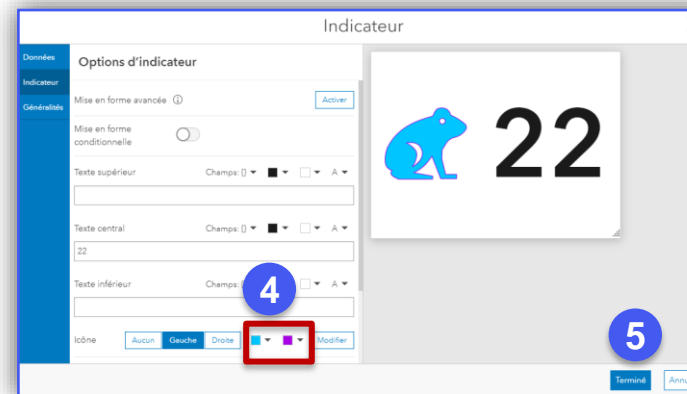 Indicateur
Données
Indicateur
Généralités
Options d'indicateur
Mise en forme avancée
Activer
Mise en forme
conditionnelle
Texte supérieur Champs: {} A
Texte central Champs: {} A
22
Texte inférieur Champs: A
Icône Aucun Gauche Droite Modifier
4
22
5
Terminé